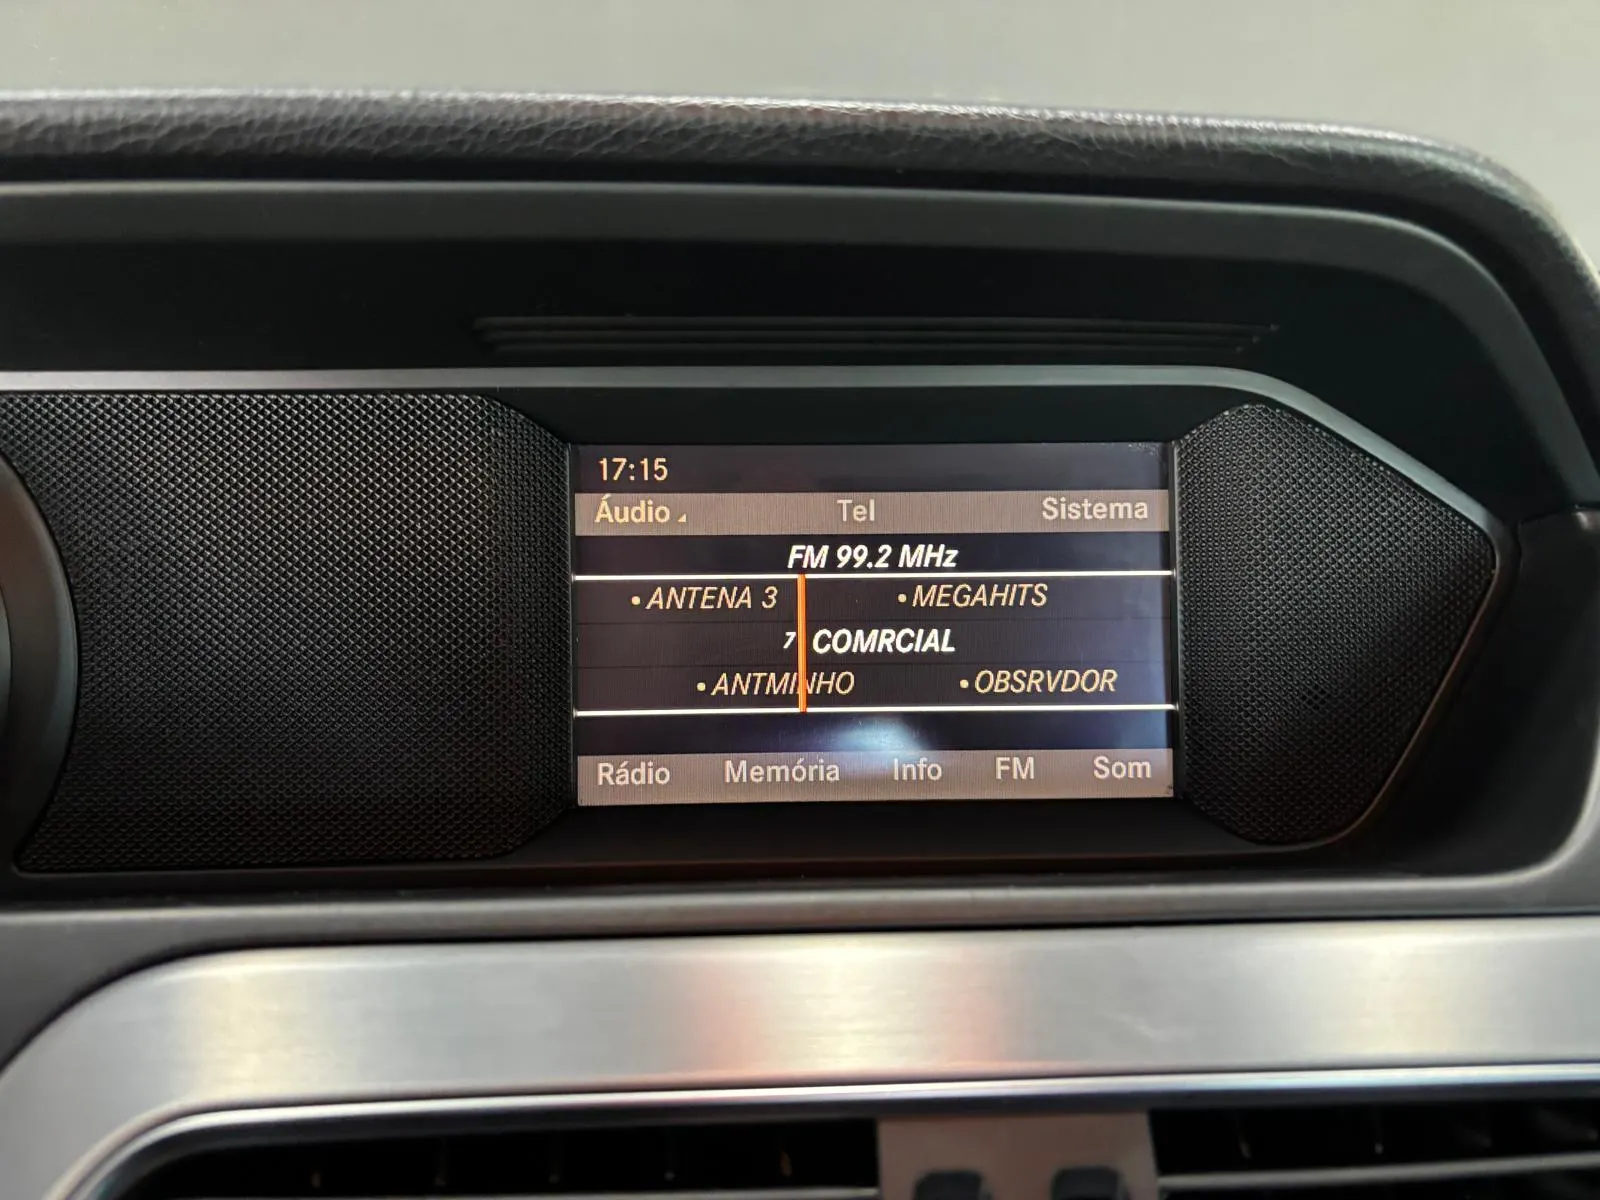 17:15
Áudio Tel Sistema
FM 99.2 MHz
• ANTENA 3 • MEGAHITS
7 COMRCIAL
• ANTMINHO • OBSRVDOR
Rádio Memória Info FM Som